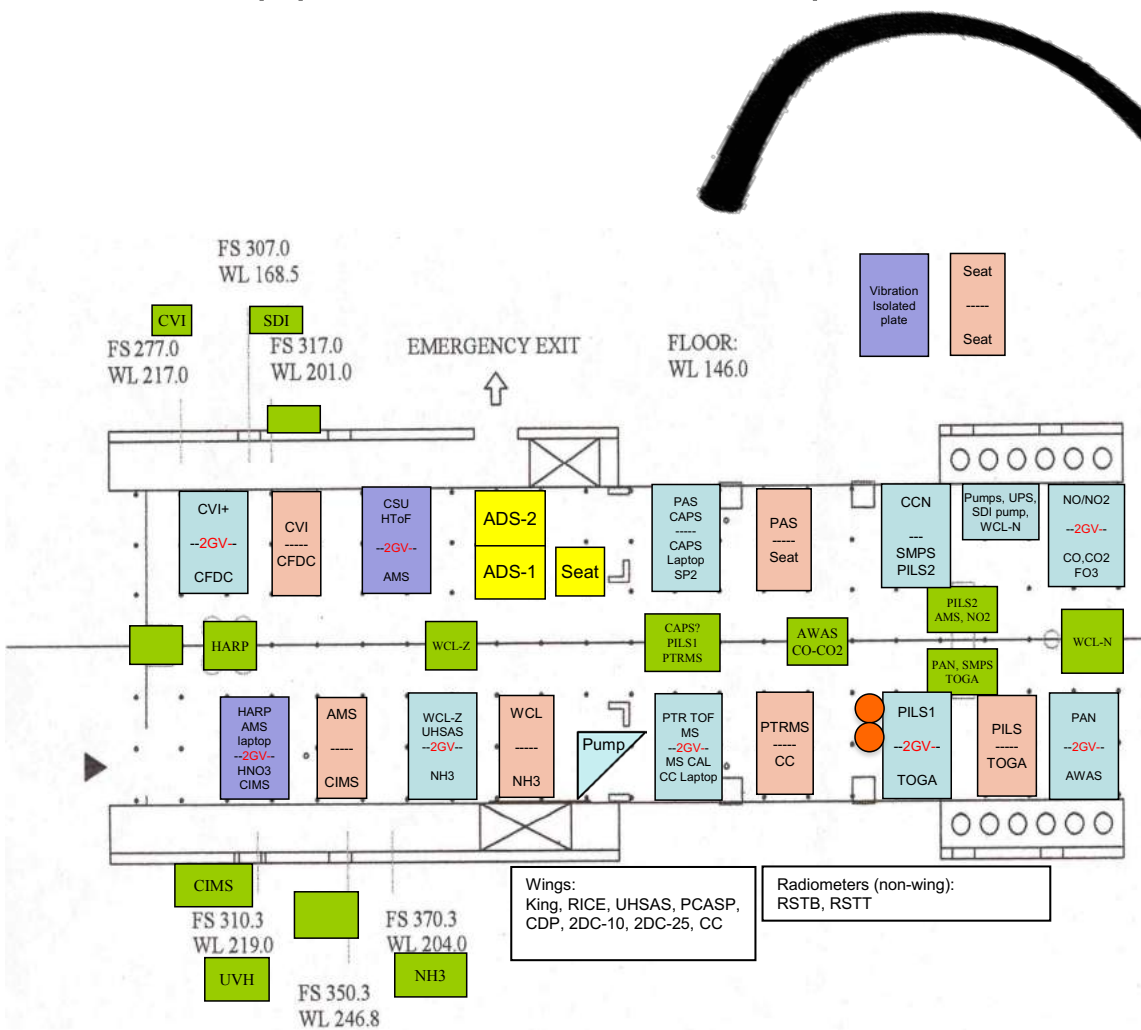 FS 307.0
WL 168.5
CVI
SDI
FS 277.0
WL 217.0
FS 317.0
WL 201.0
EMERGENCY EXIT
FLOOR:
WL 146.0
Vibration
Isolated
plate
Seat
-----
Seat
CVI+
--2GV--
CFDC
CVI
-----
CFDC
CSU
HToF
--2GV--
AMS
ADS-2
ADS-1
Seat
PAS
CAPS
-----
CAPS
Laptop
SP2
PAS
-----
Seat
CCN
---
SMPS
PILS2
Pumps, UPS,
SDI pump,
WCL-N
NO/NO2
--2GV--
CO,CO2
FO3
HARP
WCL-Z
CAPS?
PILS1
PTRMS
AWAS
CO-CO2
PILS2
AMS, NO2
PAN, SMPS
TOGA
WCL-N
HARP
AMS
laptop
--2GV--
HNO3
CIMS
AMS
-----
CIMS
WCL-Z
UHSAS
--2GV--
NH3
WCL
-----
NH3
Pump
PTR TOF
MS
--2GV--
MS CAL
CC Laptop
PTRMS
-----
CC
PILS1
--2GV--
TOGA
PILS
-----
TOGA
PAN
--2GV--
AWAS
CIMS
FS 310.3
WL 219.0
UVH
FS 350.3
WL 246.8
FS 370.3
WL 204.0
NH3
Wings:
King, RICE, UHSAS, PCASP,
CDP, 2DC-10, 2DC-25, CC
Radiometers (non-wing):
RSTB, RSTT